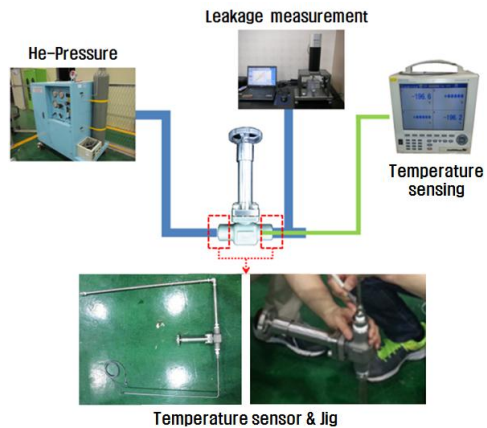 Leakage measurement
He-Pressure
Temperature
sensing
Temperature sensor & Jig